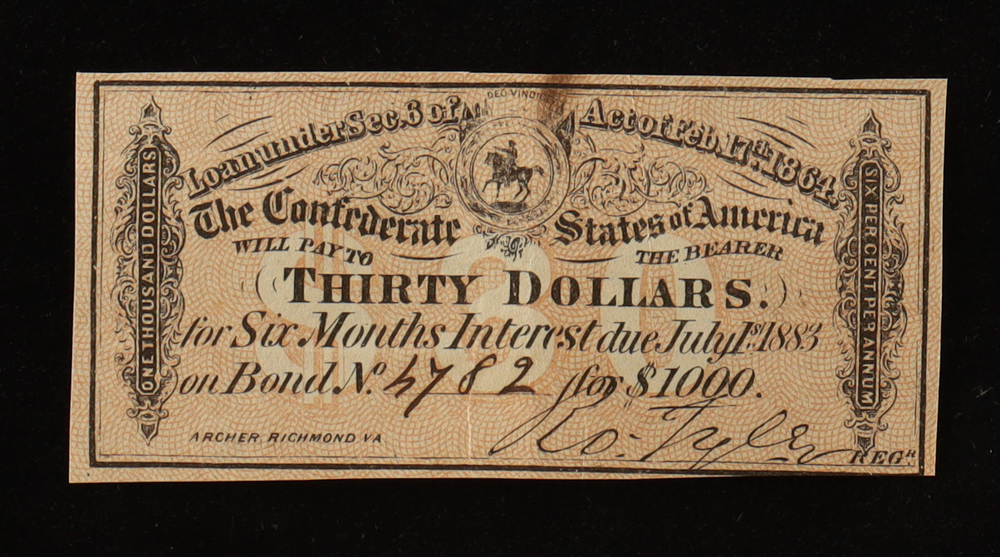 DEO VINDICE
Loan under Sec. 6 of Act of Feb. 17th 1864.
The Confederate States of America
WILL PAY TO THE BEARER
$30
THIRTY DOLLARS.
for Six Months Interest due July 1st 1883
on Bond No. 4782 for $1000.
Ro. Tyler
ARCHER, RICHMOND VA
REGR.
ONE THOUSAND DOLLARS
SIX PER CENT PER ANNUM